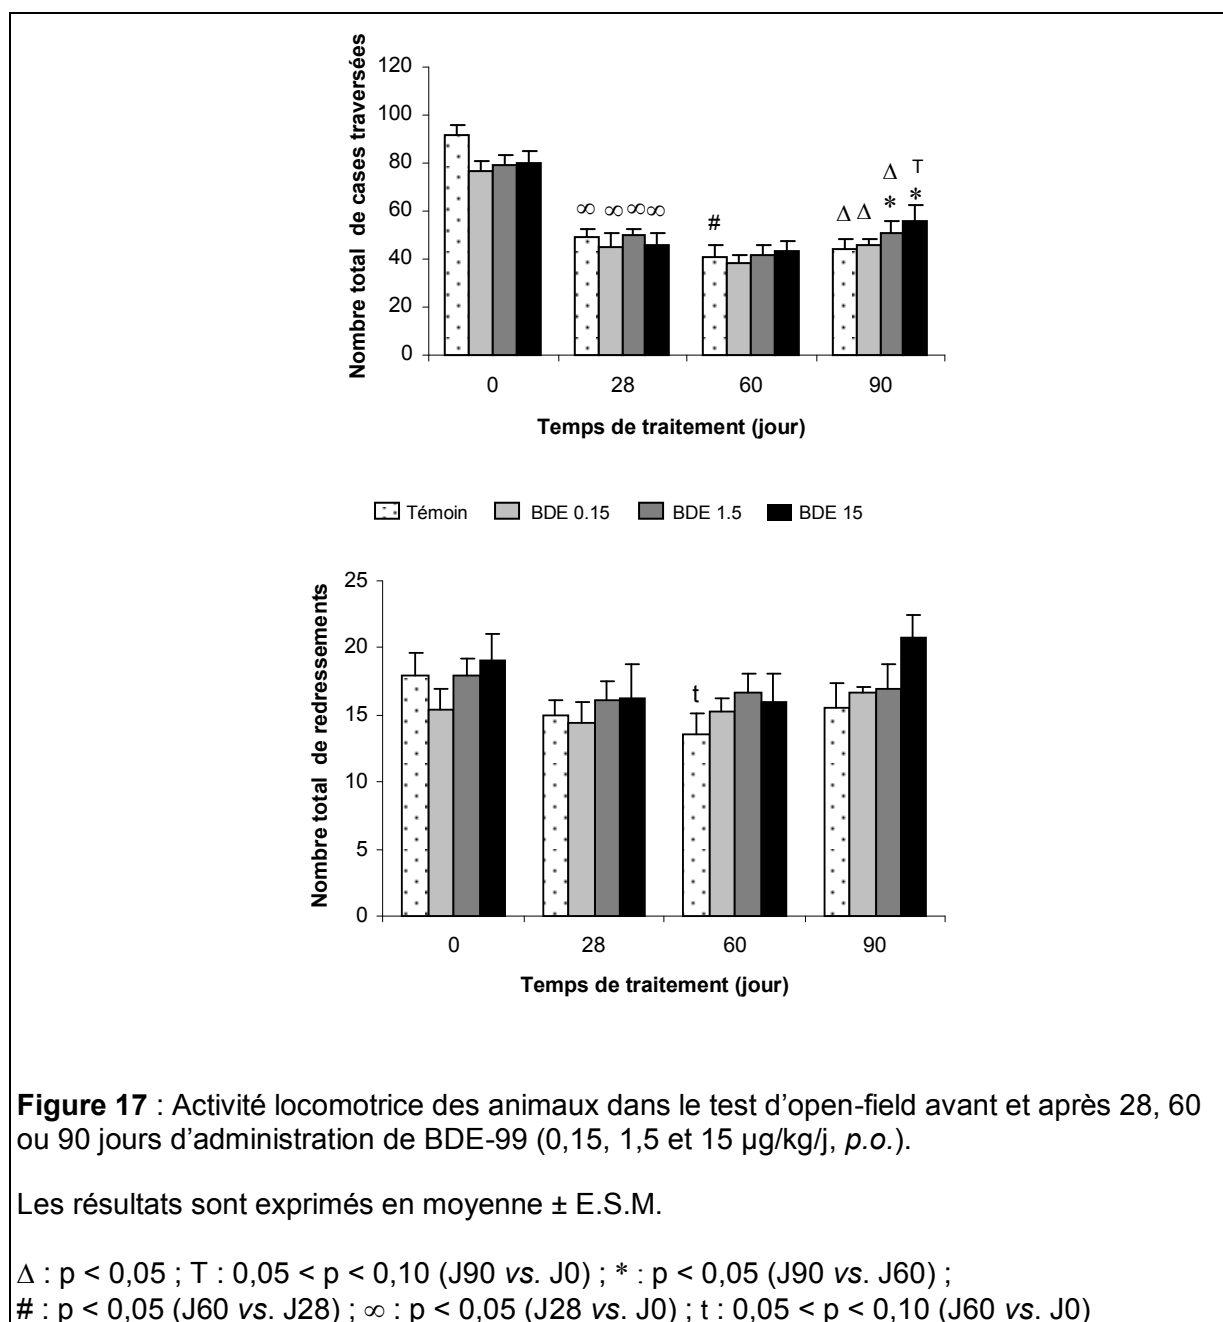 Nombre total de cases traversées
120
100
80
60
40
20
0
∞ ∞ ∞ ∞
#
Δ Δ Δ * T *
0 28 60 90
Temps de traitement (jour)
Témoin BDE 0.15 BDE 1.5 BDE 15
Nombre total de redressements
25
20
15
10
5
0
t
0 28 60 90
Temps de traitement (jour)
Figure 17 : Activité locomotrice des animaux dans le test d’open-field avant et après 28, 60
ou 90 jours d’administration de BDE-99 (0,15, 1,5 et 15 µg/kg/j, p.o.).
Les résultats sont exprimés en moyenne ± E.S.M.
Δ : p < 0,05 ; T : 0,05 < p < 0,10 (J90 vs. J0) ; * : p < 0,05 (J90 vs. J60) ;
# : p < 0,05 (J60 vs. J28) ; ∞ : p < 0,05 (J28 vs. J0) ; t : 0,05 < p < 0,10 (J60 vs. J0)